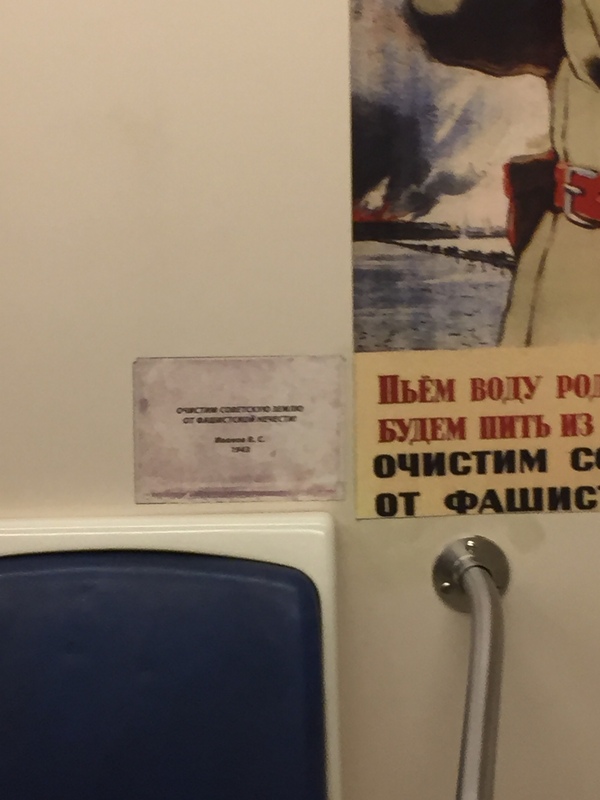 ОЧИСТИМ СОВЕТСКУЮ ЗЕМЛЮ
ОТ ФАШИСТСКОЙ НЕЧИСТИ!
Иванов В. С.
1943
ПЬЁМ ВОДУ РОД
БУДЕМ ПИТЬ ИЗ
ОЧИСТИМ СО
ОТ ФАШИСТ